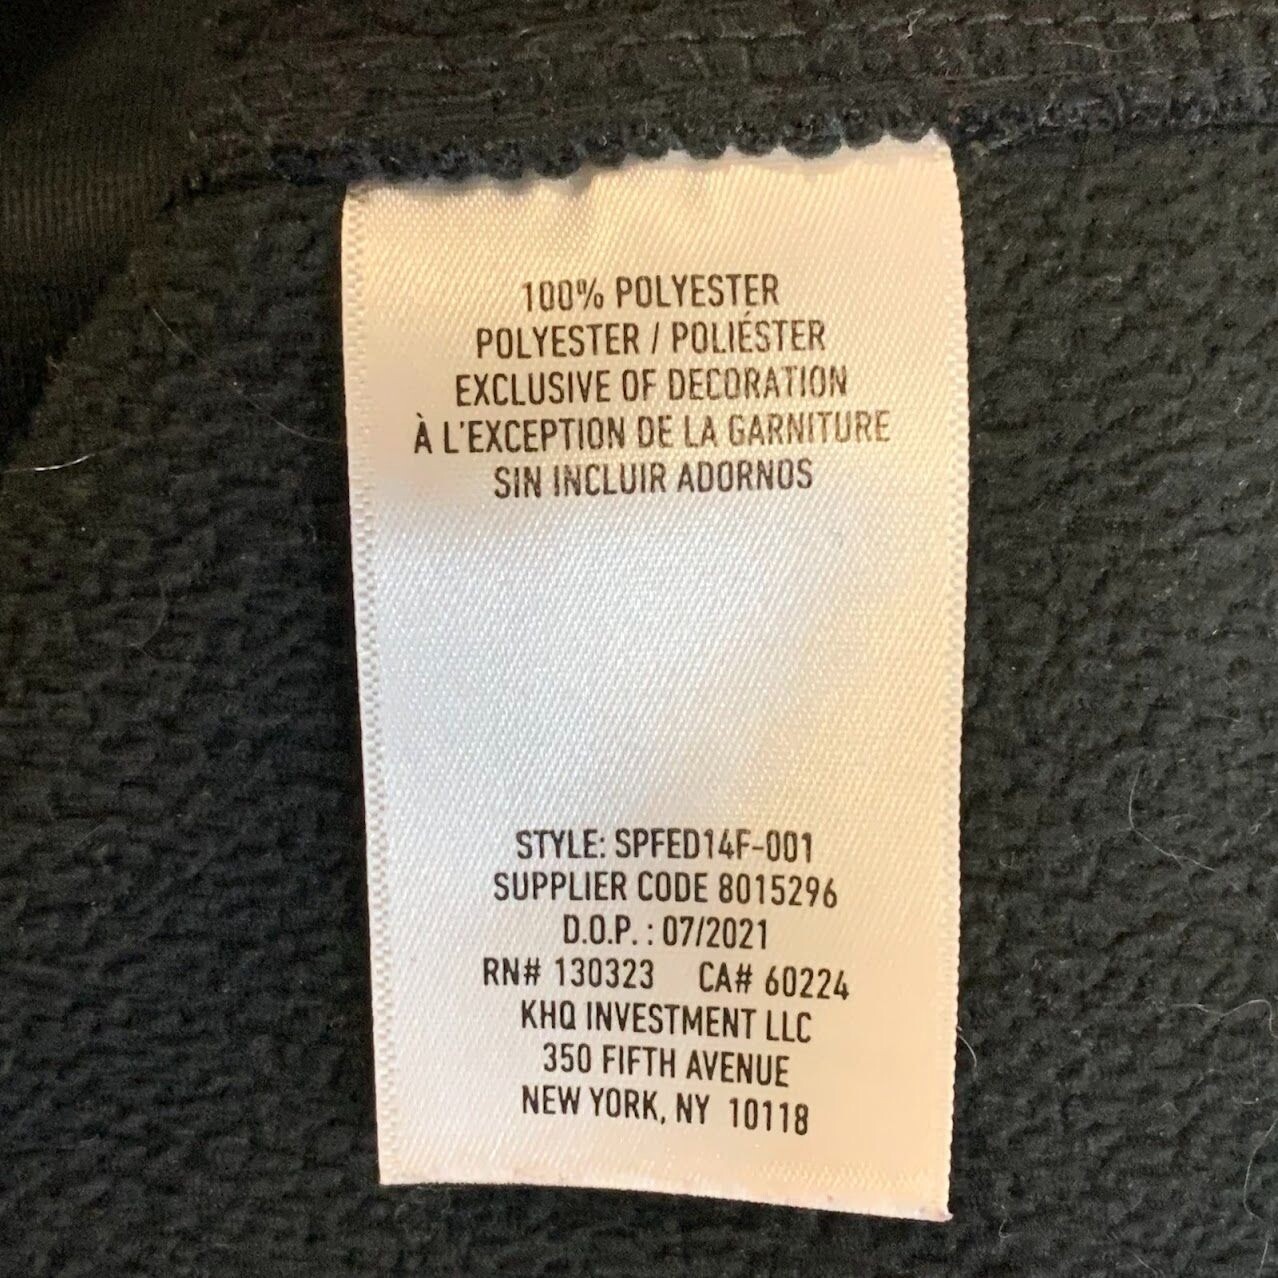 100% POLYESTER
POLYESTER / POLIÉSTER
EXCLUSIVE OF DECORATION
À L'EXCEPTION DE LA GARNITURE
SIN INCLUIR ADORNOS
STYLE: SPFED14F-001
SUPPLIER CODE 8015296
D.O.P. : 07/2021
RN# 130323 CA# 60224
KHQ INVESTMENT LLC
350 FIFTH AVENUE
NEW YORK, NY 10118